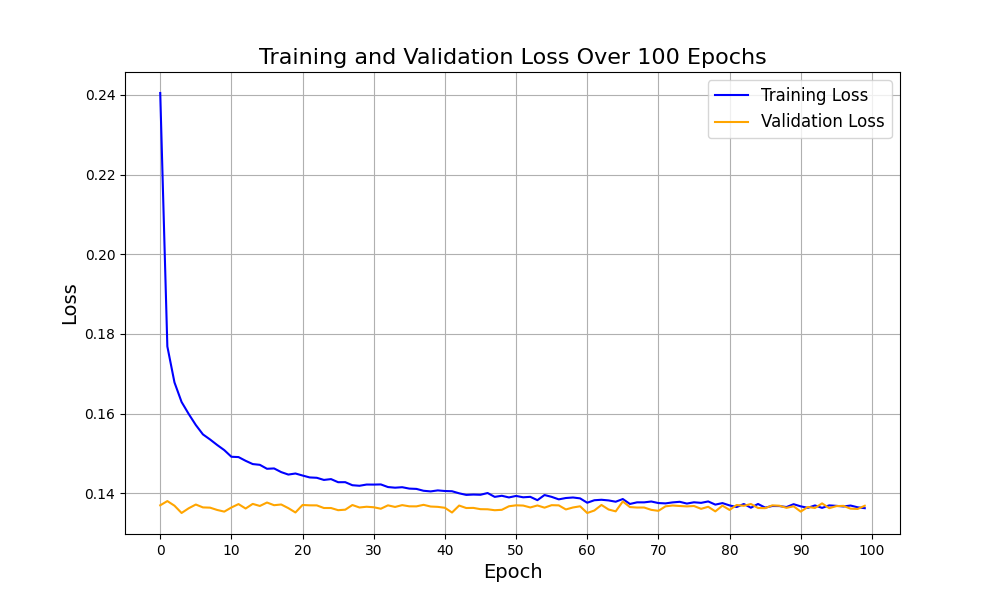 Training and Validation Loss Over 100 Epochs
Training Loss
Validation Loss
Loss
0.24
0.22
0.20
0.18
0.16
0.14
0 10 20 30 40 50 60 70 80 90 100
Epoch